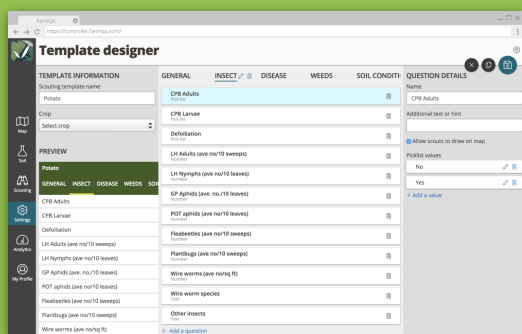 FarmQA
https://controller.farmqa.com/
Template designer
TEMPLATE INFORMATION
Scouting template name
Potato
Crop
Select crop
PREVIEW
Potato
GENERAL INSECT DISEASE WEEDS SOIL
CPB Adults
CPB Larvae
Defoliation
LH Adults (ave no/10 sweeps)
LH Nymphs (ave no/10 leaves)
GP Aphids (ave. no./10 leaves)
POT aphids (ave no/10 leaves)
Fleabeetles (ave no/10 sweeps)
Plantbugs (ave no/10 sweeps)
Wire worms (ave no/sq ft)
Map
Soil
Scouting
Settings
Analytics
My Profile
GENERAL INSECT DISEASE WEEDS SOIL CONDITI
CPB Adults
Pick list
CPB Larvae
Pick list
Defoliation
Pick list
LH Adults (ave no/10 sweeps)
Number
LH Nymphs (ave no/10 leaves)
Number
GP Aphids (ave. no./10 leaves)
Number
POT aphids (ave no/10 leaves)
Number
Fleabeetles (ave no/10 sweeps)
Number
Plantbugs (ave no/10 sweeps)
Number
Wire worms (ave no/sq ft)
Number
Wire worm species
Text
Other insects
Text
+ Add a question
QUESTION DETAILS
Name
CPB Adults
Additional text or hint
Allow scouts to draw on map
Picklist values
No
Yes
+ Add a value